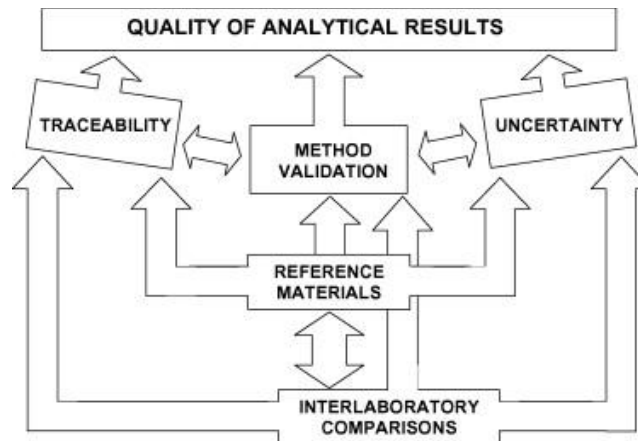 QUALITY OF ANALYTICAL RESULTS
TRACEABILITY
UNCERTAINTY
METHOD
VALIDATION
REFERENCE
MATERIALS
INTERLABORATORY
COMPARISONS